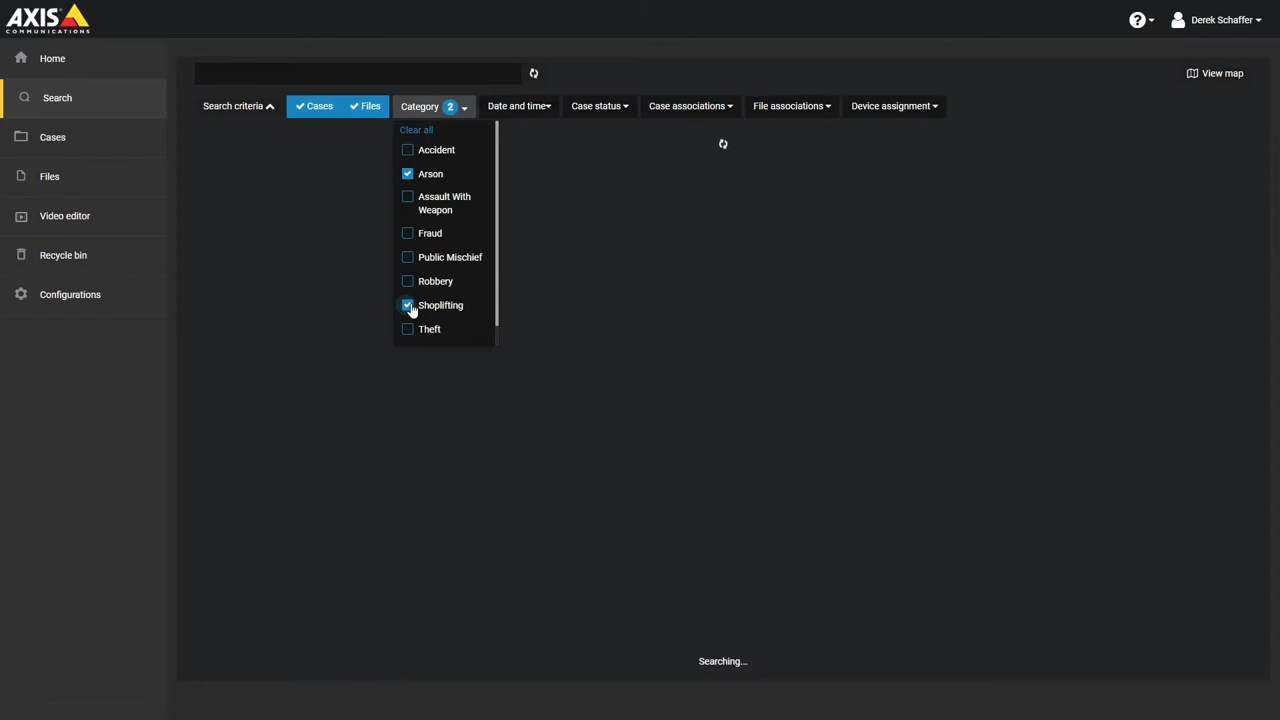 AXIS
COMMUNICATIONS
Derek Schaffer
Home
Search
Cases
Files
Video editor
Recycle bin
Configurations
View map
Search criteria
Cases
Files
Category 2
Date and time
Case status
Case associations
File associations
Device assignment
Clear all
Accident
Arson
Assault With
Weapon
Fraud
Public Mischief
Robbery
Shoplifting
Theft
Searching...